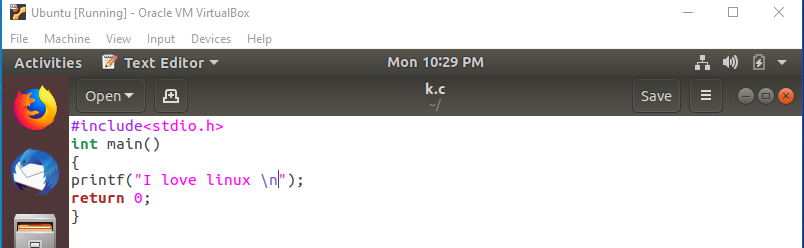 Ubuntu [Running] - Oracle VM VirtualBox
File Machine View Input Devices Help
Activities Text Editor Mon 10:29 PM
Open k.c Save
~/
#include<stdio.h>
int main()
{
printf("I love linux \n");
return 0;
}